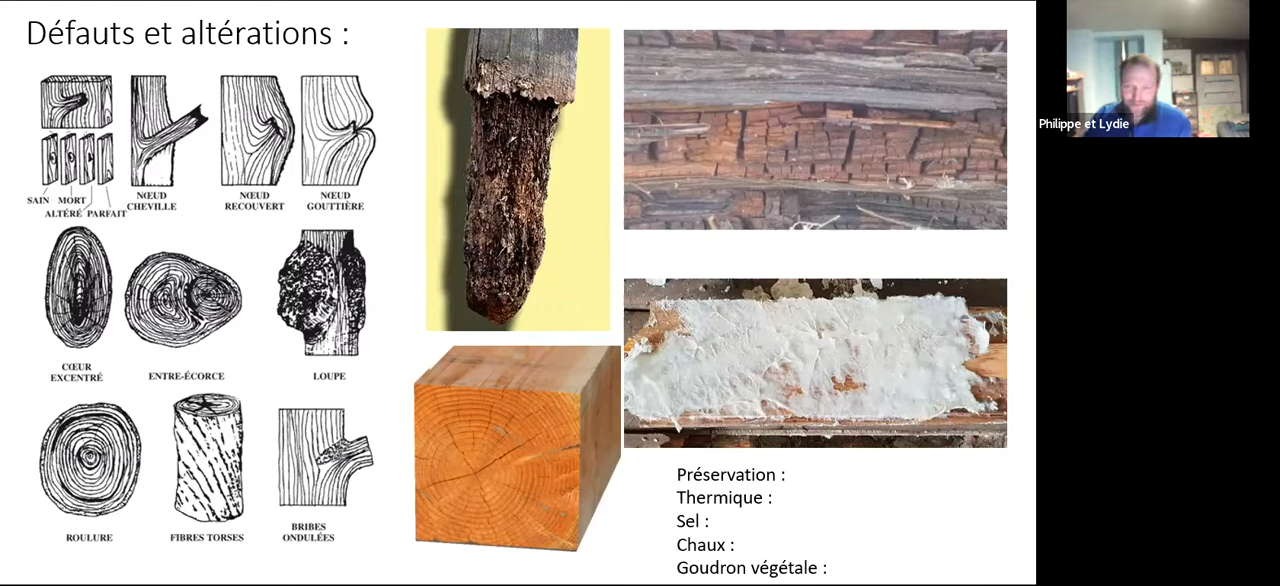 Défauts et altérations :
Philippe et Lydie
SAIN MORT
ALTÉRÉ PARFAIT
NŒUD
CHEVILLE
NŒUD
RECOUVERT
NŒUD
GOUTTIÈRE
CŒUR
EXCENTRÉ
ENTRE-ÉCORCE
LOUPE
ROULURE
FIBRES TORSES
BRIBES
ONDULÉES
Préservation :
Thermique :
Sel :
Chaux :
Goudron végétale :